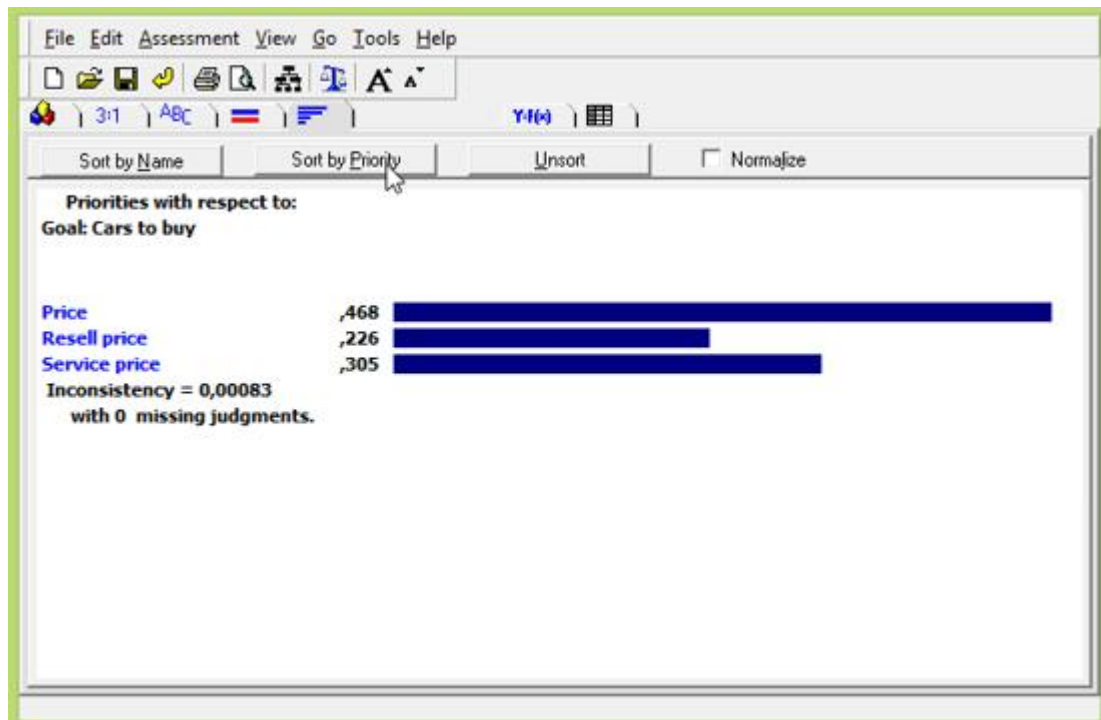 File Edit Assessment View Go Tools Help
A A
3:1 ABC Y=f(x)
Sort by Name Sort by Priority Unsort Normalize
Priorities with respect to:
Goal: Cars to buy
Price ,468
Resell price ,226
Service price ,305
Inconsistency = 0,00083
with 0 missing judgments.